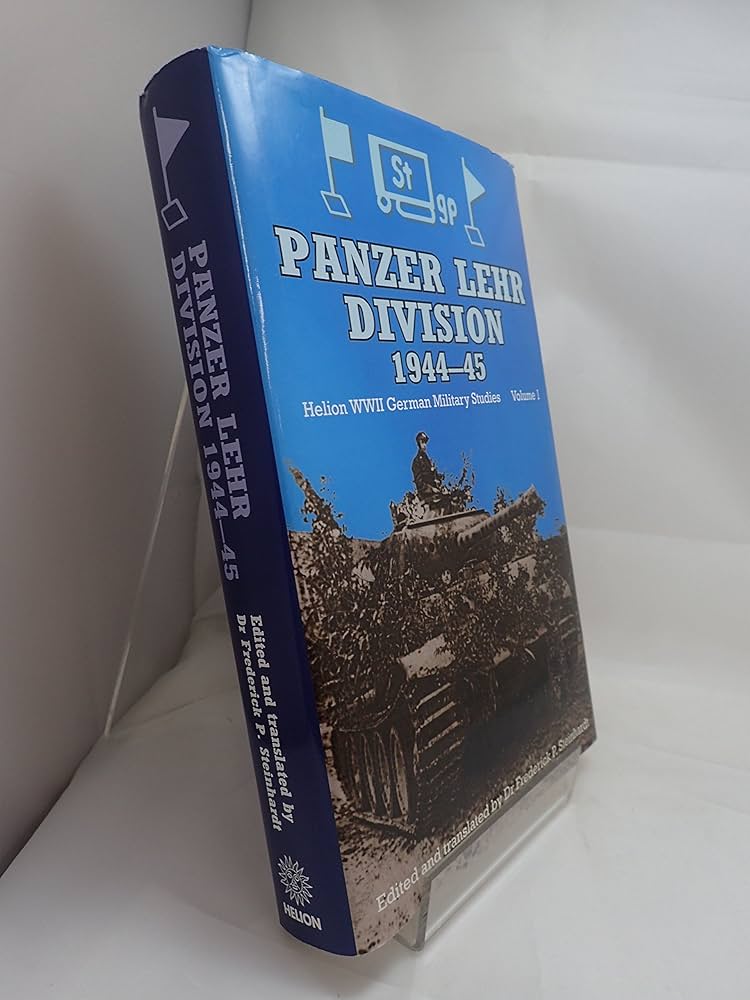 St
gp
PANZER LEHR
DIVISION
1944–45
Helion WWII German Military Studies Volume I
Edited and translated by Dr Frederick P. Steinhardt
PANZER LEHR
DIVISION 1944–45
Edited and translated by
Dr Frederick P. Steinhardt
HELION